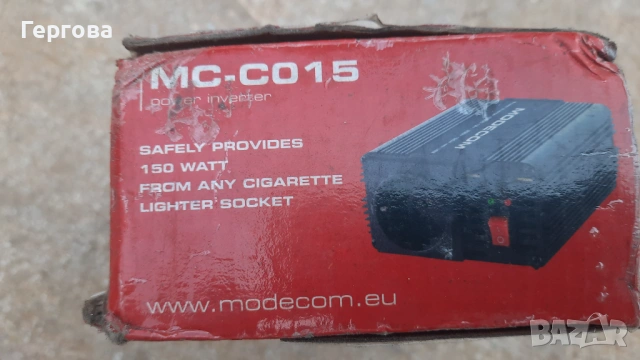 Гергова
MC-C015
power inverter
SAFELY PROVIDES
150 WATT
FROM ANY CIGARETTE
LIGHTER SOCKET
MODECOM
www.modecom.eu
BAZAR